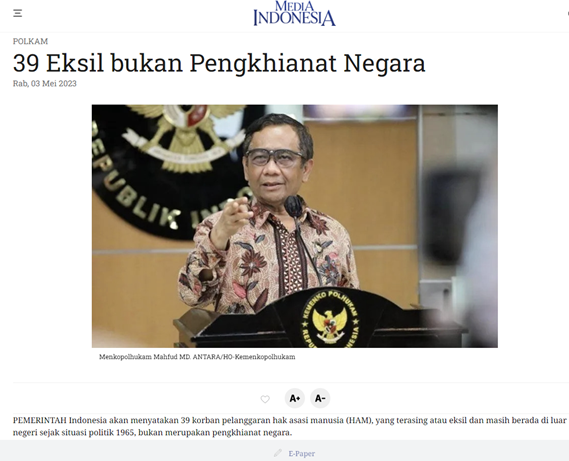 MEDIA
INDONESIA
POLKAM
39 Eksil bukan Pengkhianat Negara
Rab, 03 Mei 2023
REPUBLIK INDO
KEMENKO POLHUKAM
Menkopolhukam Mahfud MD. ANTARA/HO-Kemenkopolhukam
A+ A-
PEMERINTAH Indonesia akan menyatakan 39 korban pelanggaran hak asasi manusia (HAM), yang terasing atau eksil dan masih berada di luar
negeri sejak situasi politik 1965, bukan merupakan pengkhianat negara.
E-Paper